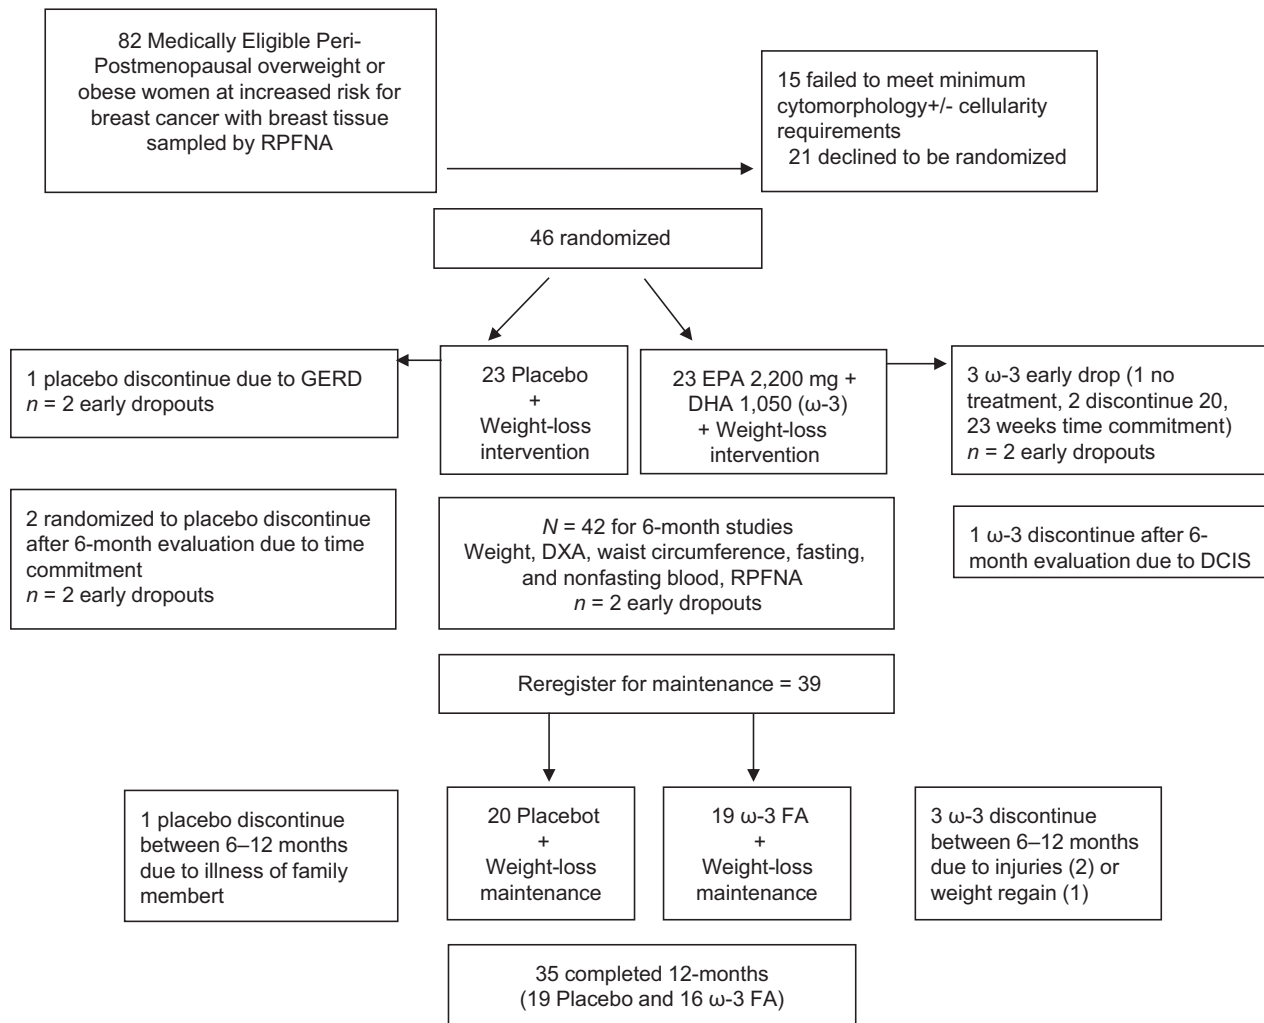 82 Medically Eligible Peri-
Postmenopausal overweight or
obese women at increased risk for
breast cancer with breast tissue
sampled by RPFNA
15 failed to meet minimum
cytomorphology+/- cellularity
requirements
21 declined to be randomized
46 randomized
1 placebo discontinue due to GERD
n = 2 early dropouts
23 Placebo
+
Weight-loss
intervention
23 EPA 2,200 mg +
DHA 1,050 (ω-3)
+ Weight-loss
intervention
3 ω-3 early drop (1 no
treatment, 2 discontinue 20,
23 weeks time commitment)
n = 2 early dropouts
2 randomized to placebo discontinue
after 6-month evaluation due to time
commitment
n = 2 early dropouts
N = 42 for 6-month studies
Weight, DXA, waist circumference, fasting,
and nonfasting blood, RPFNA
n = 2 early dropouts
1 ω-3 discontinue after 6-
month evaluation due to DCIS
Reregister for maintenance = 39
1 placebo discontinue
between 6–12 months
due to illness of family
membert
20 Placebot
+
Weight-loss
maintenance
19 ω-3 FA
+
Weight-loss
maintenance
3 ω-3 discontinue
between 6–12 months
due to injuries (2) or
weight regain (1)
35 completed 12-months
(19 Placebo and 16 ω-3 FA)